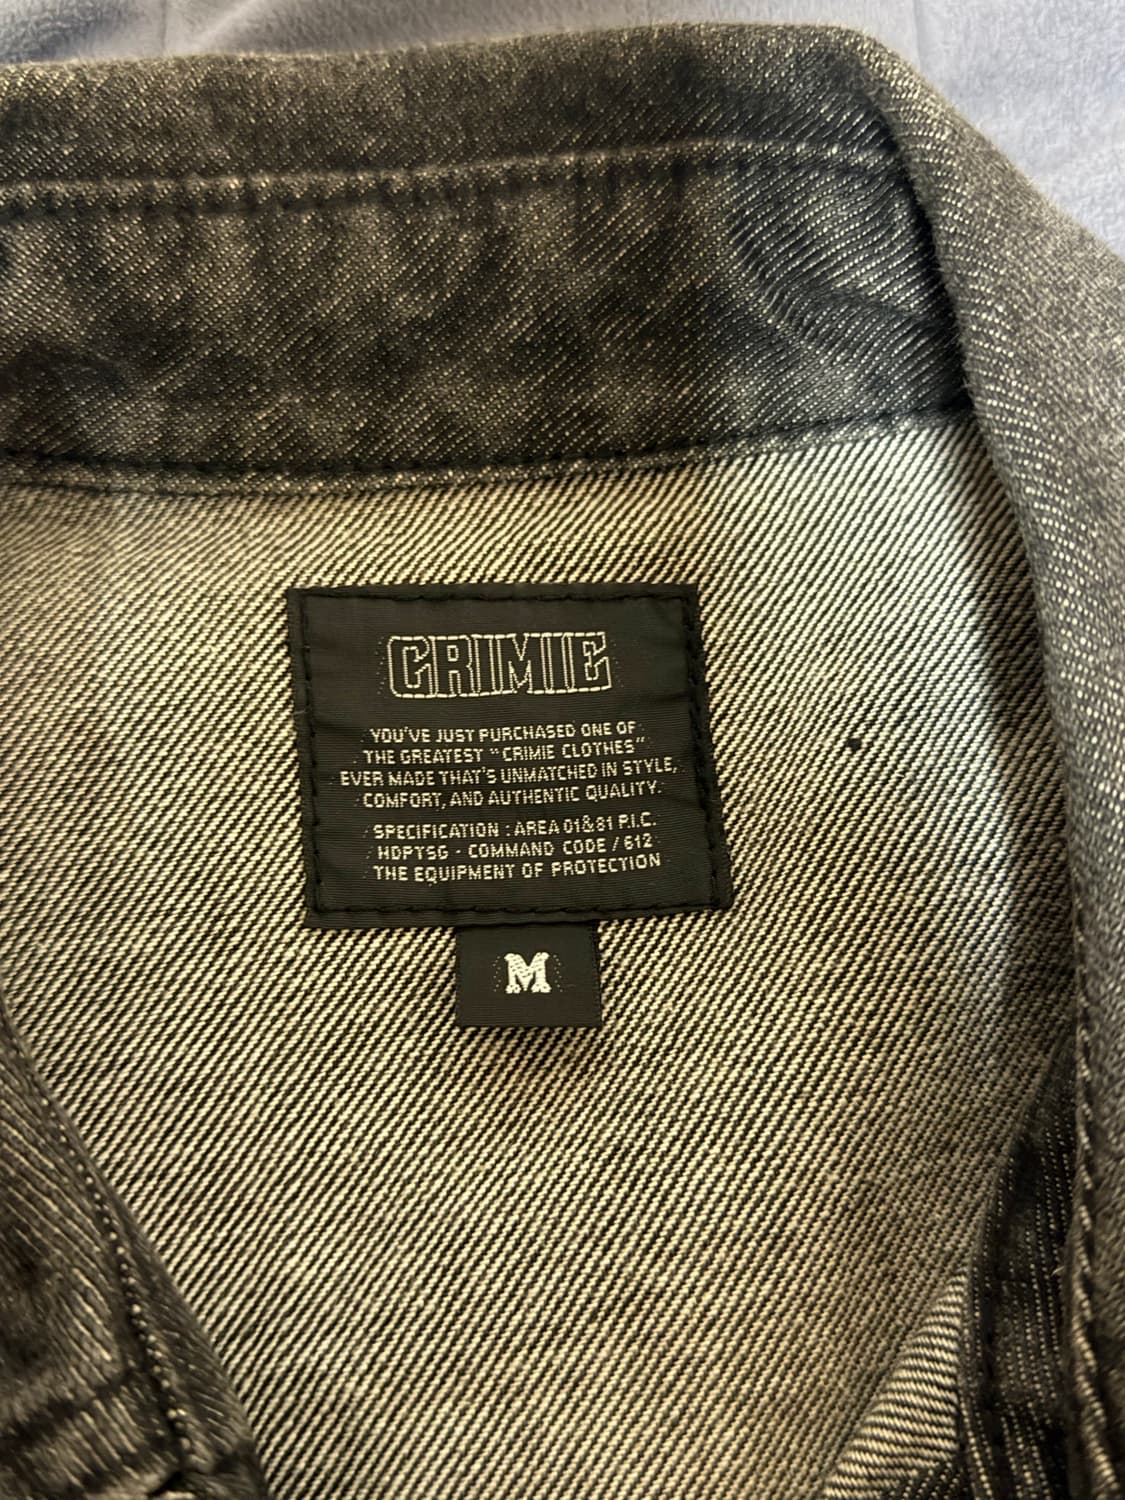 CRIMIE
YOU'VE JUST PURCHASED ONE OF
THE GREATEST "CRIMIE CLOTHES"
EVER MADE THAT'S UNMATCHED IN STYLE,
COMFORT, AND AUTHENTIC QUALITY.
SPECIFICATION : AREA 01&81 P.I.C.
HDPTSG - COMMAND CODE / 612
THE EQUIPMENT OF PROTECTION
M